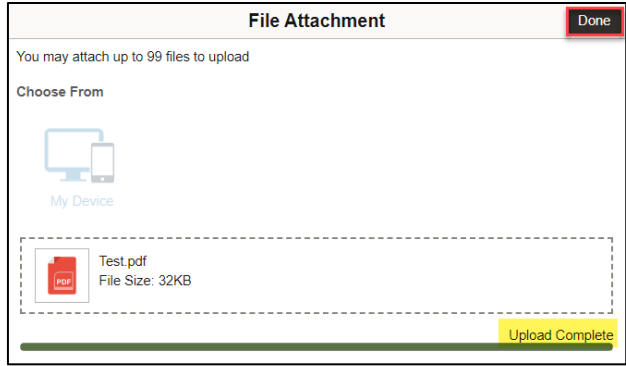 File Attachment
Done
You may attach up to 99 files to upload
Choose From
My Device
PDF
Test.pdf
File Size: 32KB
Upload Complete